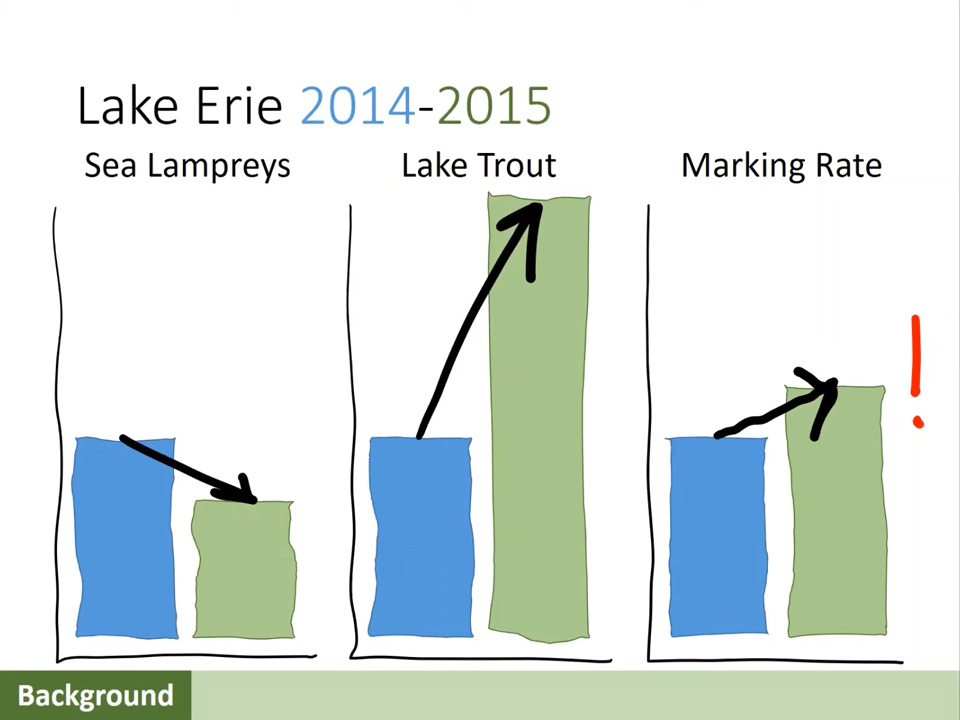 Lake Erie 2014-2015
Sea Lampreys
Lake Trout
Marking Rate
!
Background